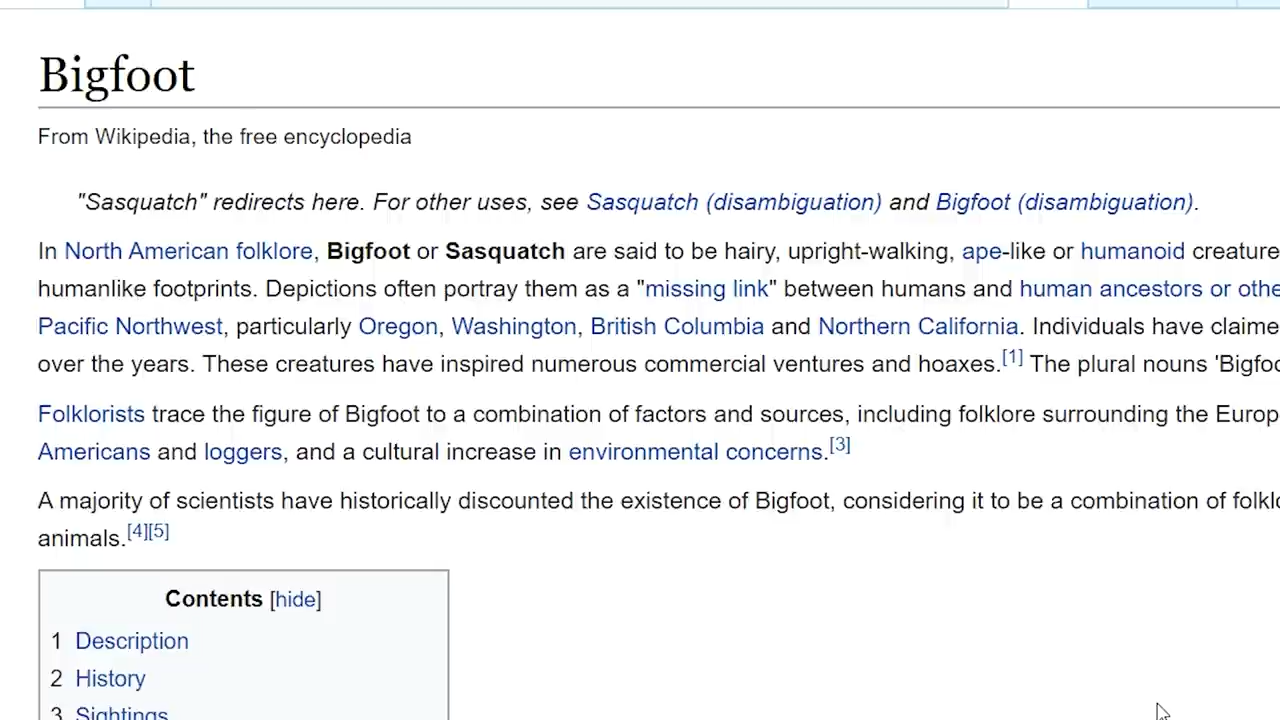 Bigfoot
From Wikipedia, the free encyclopedia
"Sasquatch" redirects here. For other uses, see Sasquatch (disambiguation) and Bigfoot (disambiguation).
In North American folklore, Bigfoot or Sasquatch are said to be hairy, upright-walking, ape-like or humanoid creature
humanlike footprints. Depictions often portray them as a "missing link" between humans and human ancestors or othe
Pacific Northwest, particularly Oregon, Washington, British Columbia and Northern California. Individuals have claime
over the years. These creatures have inspired numerous commercial ventures and hoaxes.[1] The plural nouns 'Bigfoo
Folklorists trace the figure of Bigfoot to a combination of factors and sources, including folklore surrounding the Europ
Americans and loggers, and a cultural increase in environmental concerns.[3]
A majority of scientists have historically discounted the existence of Bigfoot, considering it to be a combination of folklo
animals.[4][5]
Contents [hide]
1 Description
2 History
3 Sightings